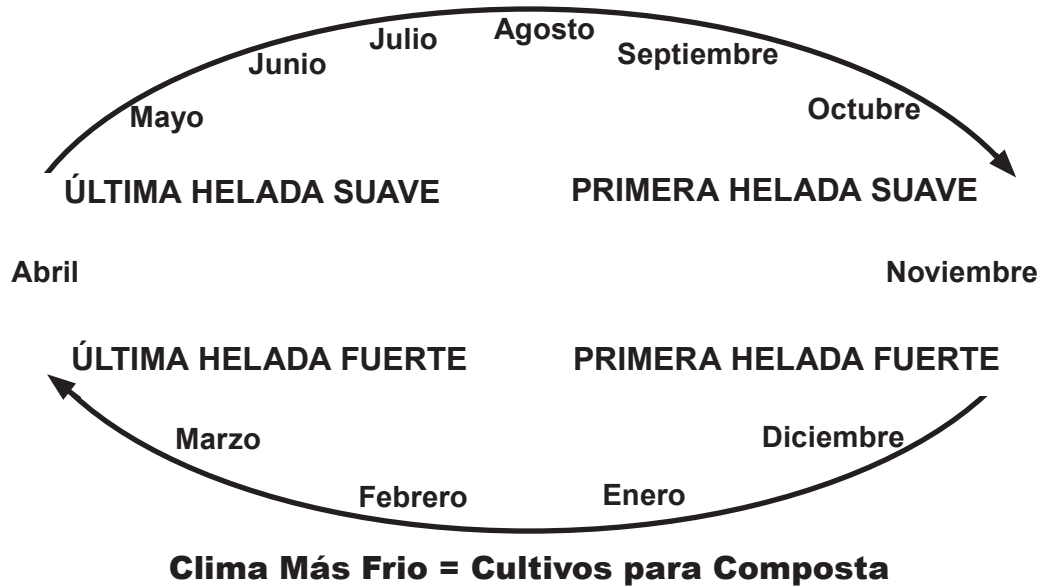 Agosto
Julio
Septiembre
Junio
Octubre
Mayo
ÚLTIMA HELADA SUAVE
PRIMERA HELADA SUAVE
Abril
Noviembre
ÚLTIMA HELADA FUERTE
PRIMERA HELADA FUERTE
Marzo
Diciembre
Febrero
Enero
Clima Más Frio = Cultivos para Composta